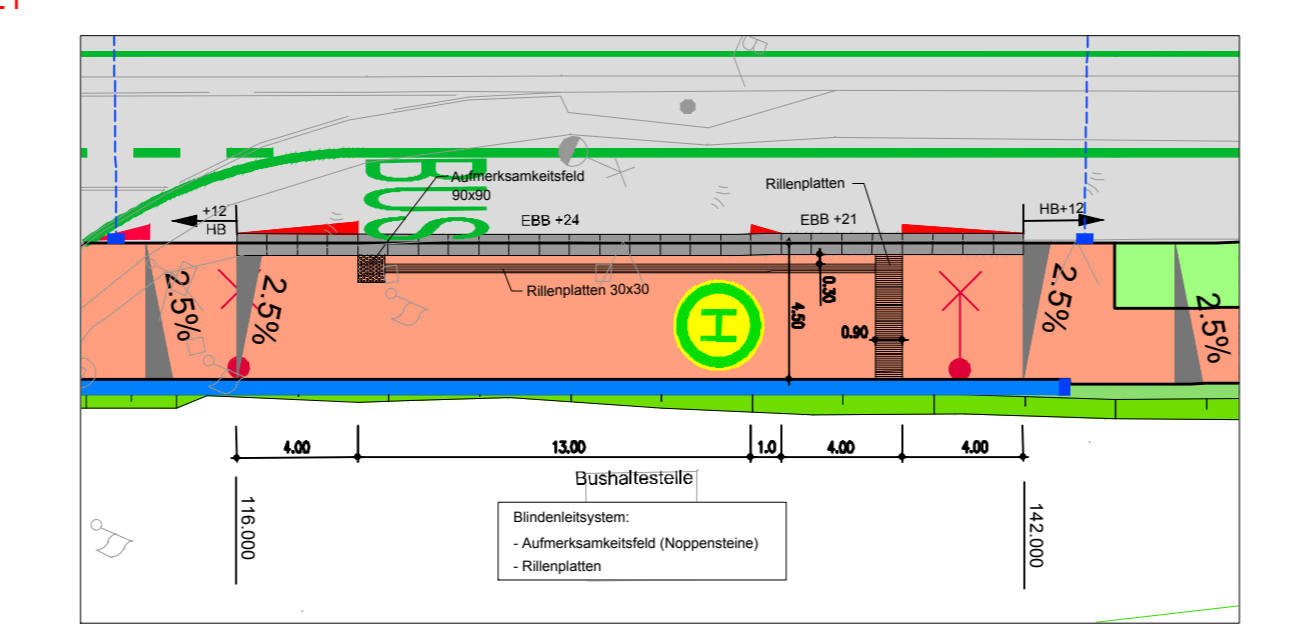 BUS
Aufmerksamkeitsfeld
90x90
Rillenplatten
+12
HB
EBB +24
EBB +21
HB+12
2.5%
2.5%
Rillenplatten 30x30
H
0.30
4.50
0.90
2.5%
2.5%
4.00
13.00
1.0
4.00
4.00
Bushaltestelle
116.000
142.000
Blindenleitsystem:
- Aufmerksamkeitsfeld (Noppensteine)
- Rillenplatten